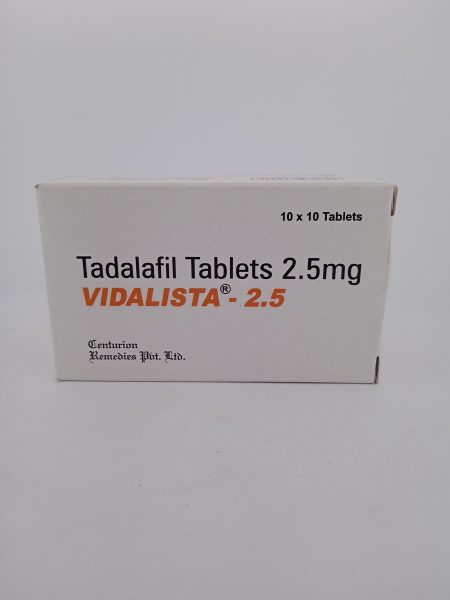 10 x 10 Tablets
Tadalafil Tablets 2.5mg
VIDALISTA®- 2.5
Centurion
Remedies Pvt. Ltd.